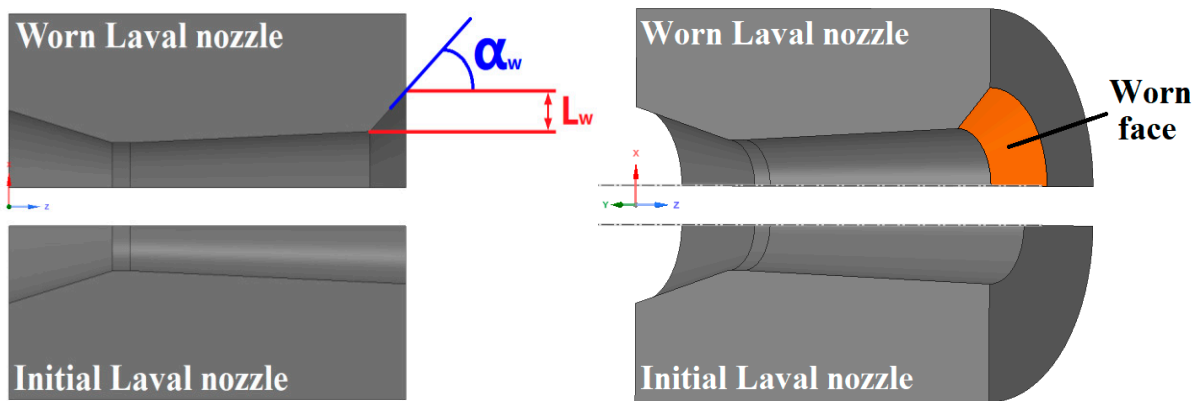 Worn Laval nozzle
αw
Lw
X
Z
Initial Laval nozzle
Worn Laval nozzle
Worn
face
X
Y
Z
Initial Laval nozzle